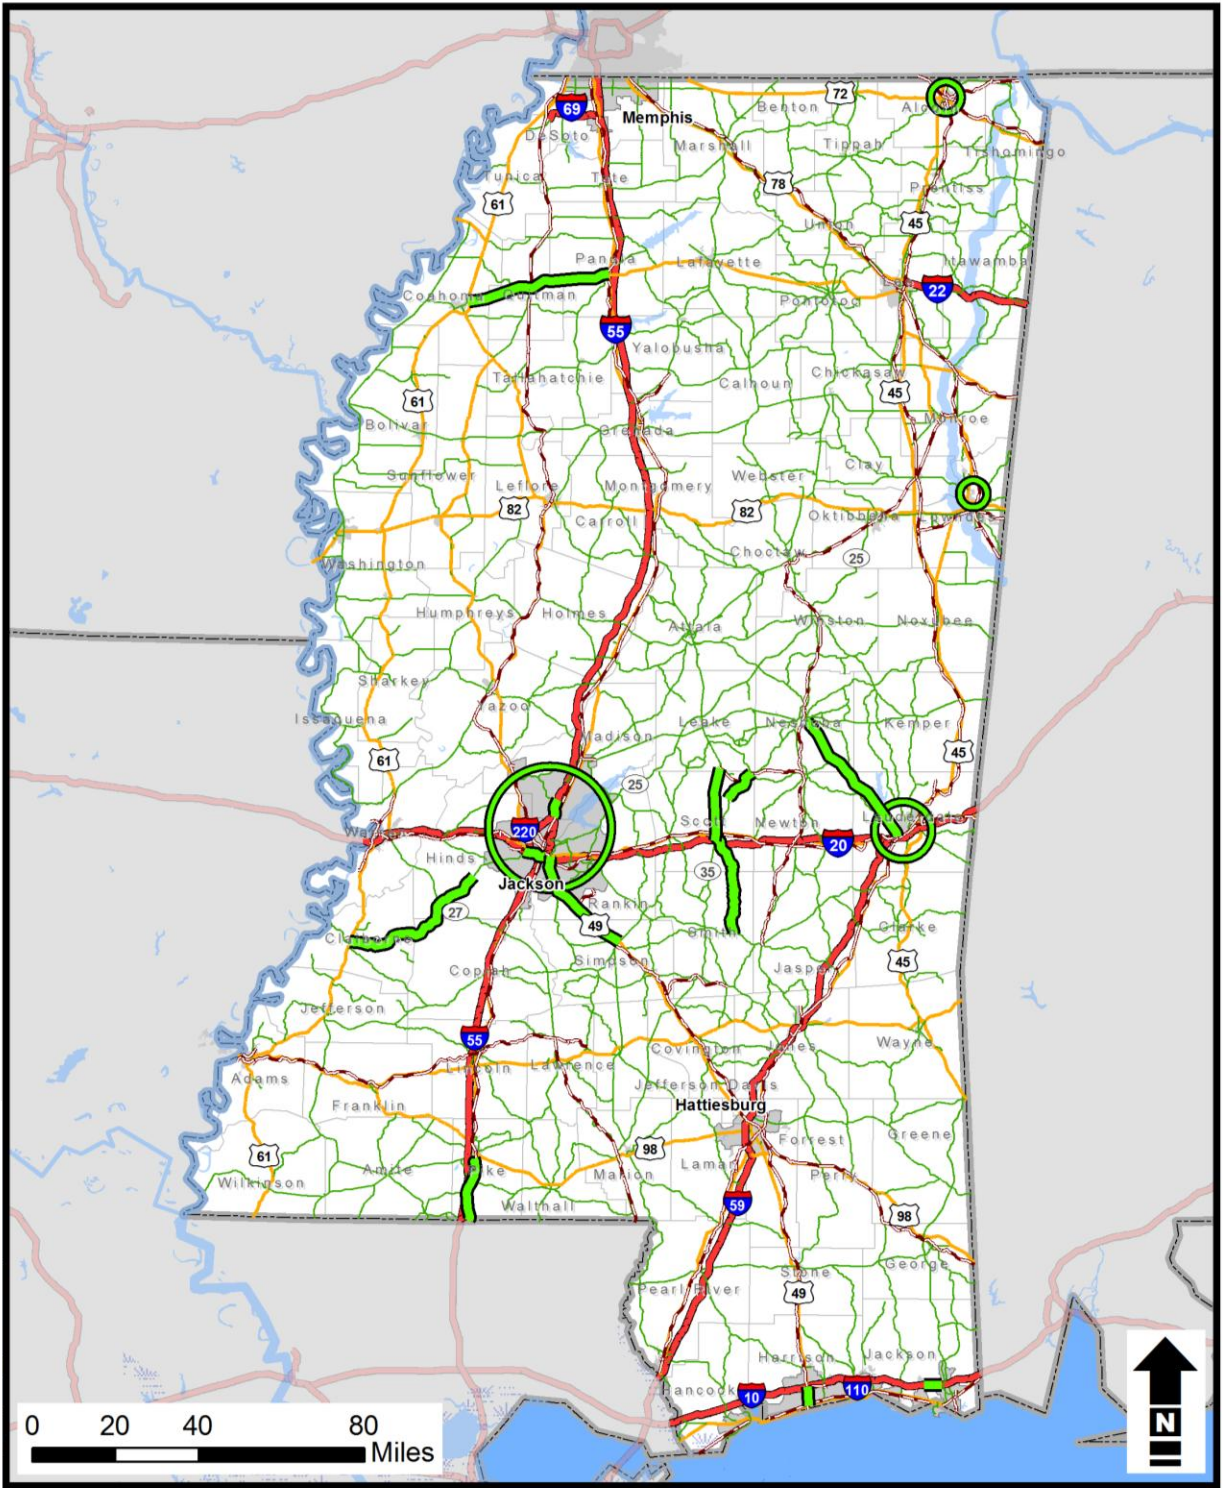 72
Benton
Alcorn
69
Memphis
DeSoto
Marshall
Tippah
Tishomingo
Tunica
Tate
78
Prentiss
61
45
Union
Panola
Lafayette
Itawamba
Coahoma
Quitman
Lee
22
Pontotoc
55
Yalobusha
Tallahatchie
Calhoun
Chickasaw
61
45
Bolivar
Monroe
Grenada
Sunflower
Leflore
Montgomery
Webster
Clay
82
82
Carroll
Oktibbeha
Lowndes
Choctaw
25
Washington
Humphreys
Holmes
Attala
Winston
Noxubee
Sharkey
Issaquena
Yazoo
Leake
Neshoba
Kemper
Madison
45
61
25
Warren
220
Scott
Newton
Lauderdale
20
Hinds
Jackson
35
27
Rankin
49
Claiborne
Smith
Clarke
Simpson
45
Copiah
Jasper
Jefferson
55
Covington
Jones
Wayne
Adams
Lincoln
Lawrence
Jefferson Davis
Franklin
Hattiesburg
Forrest
Greene
61
98
Amite
Pike
Marion
Lamar
Perry
Wilkinson
Walthall
59
98
George
Stone
Pearl River
49
Harrison
Jackson
Hancock
10
110
N
0 20 40 80
Miles